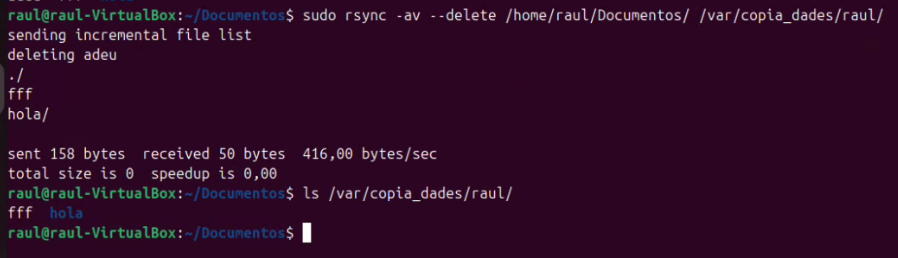 raul@raul-VirtualBox:~/Documentos$ sudo rsync -av --delete /home/raul/Documentos/ /var/copia_dades/raul/
sending incremental file list
deleting adeu
./
fff
hola/

sent 158 bytes  received 50 bytes  416,00 bytes/sec
total size is 0  speedup is 0,00
raul@raul-VirtualBox:~/Documentos$ ls /var/copia_dades/raul/
fff  hola
raul@raul-VirtualBox:~/Documentos$